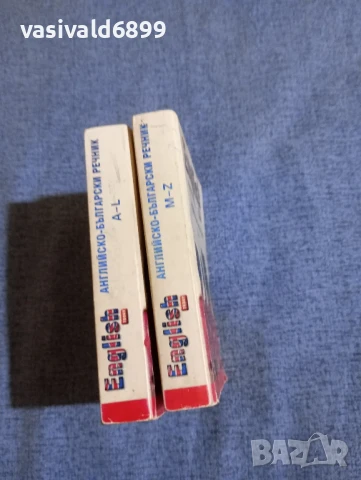 vasivald6899
АНГЛИЙСКО-БЪЛГАРСКИ РЕЧНИК
A-L
English
АНГЛИЙСКО-БЪЛГАРСКИ РЕЧНИК
M-Z
English
BAZAR